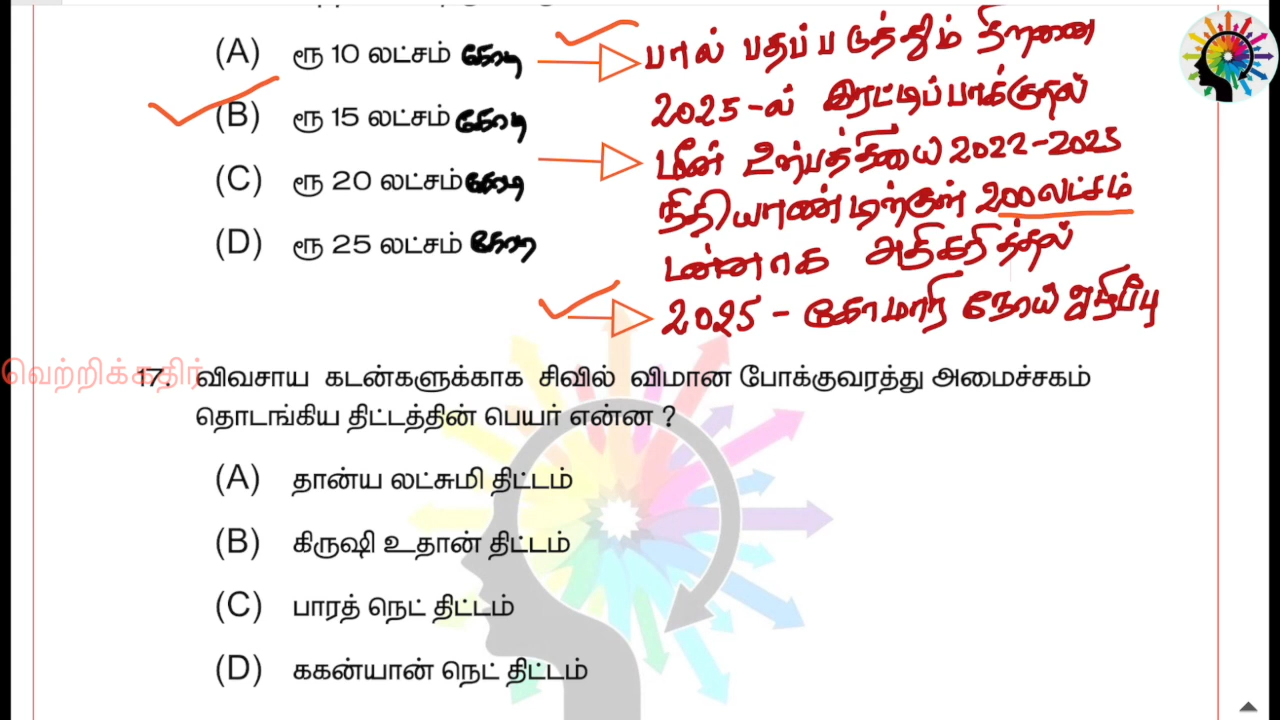 (A) ரூ 10 லட்சம் கோடி
பால் பதப்படுத்தும் திறனை
(B) ரூ 15 லட்சம் கோடி
2025-ல் இரட்டிப்பாக்குதல்
(C) ரூ 20 லட்சம் கோடி
மீன் உற்பத்தியை 2022-2025
நிதியாண்டிற்குள் 200 லட்சம்
(D) ரூ 25 லட்சம் கோடி
டன்னாக அதிகரித்தல்
2025 - கோமாரி நோய் அழிப்பு
வெற்றிக்கதிர்
17. விவசாய கடன்களுக்காக சிவில் விமான போக்குவரத்து அமைச்சகம்
தொடங்கிய திட்டத்தின் பெயர் என்ன ?
(A) தான்ய லட்சுமி திட்டம்
(B) கிருஷி உதான் திட்டம்
(C) பாரத் நெட் திட்டம்
(D) ககன்யான் நெட் திட்டம்